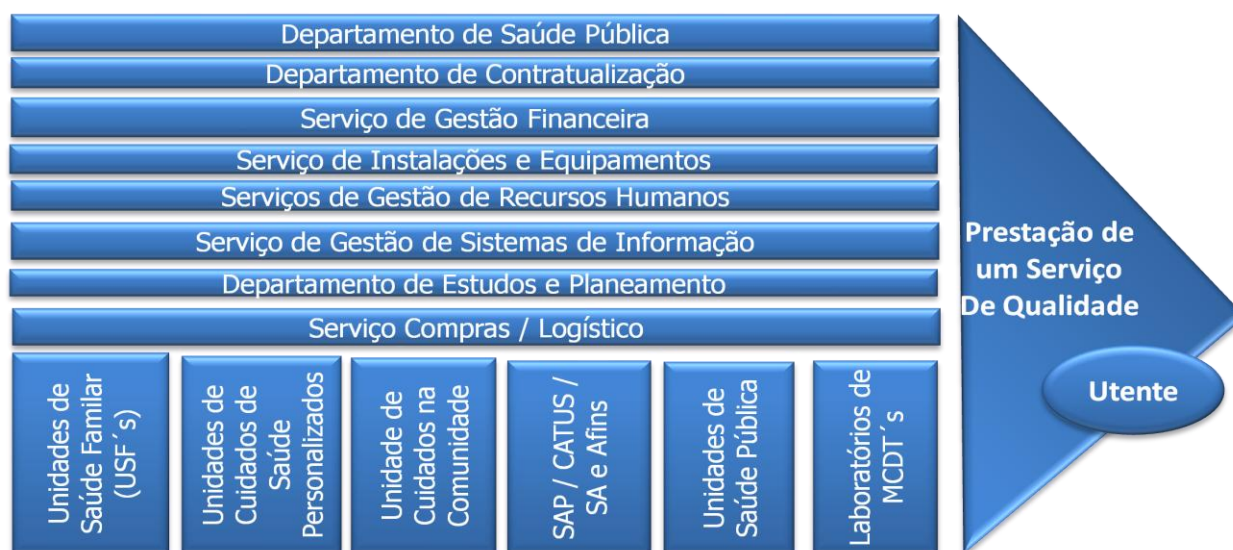 Departamento de Saúde Pública
Departamento de Contratualização
Serviço de Gestão Financeira
Serviço de Instalações e Equipamentos
Serviços de Gestão de Recursos Humanos
Serviço de Gestão de Sistemas de Informação
Departamento de Estudos e Planeamento
Serviço Compras / Logístico
Unidades de
Saúde Familar
(USF´s)
Unidades de
Cuidados de
Saúde
Personalizados
Unidade de
Cuidados na
Comunidade
SAP / CATUS /
SA e Afins
Unidades de
Saúde Pública
Laboratórios de
MCDT´s
Prestação de
um Serviço
De Qualidade
Utente